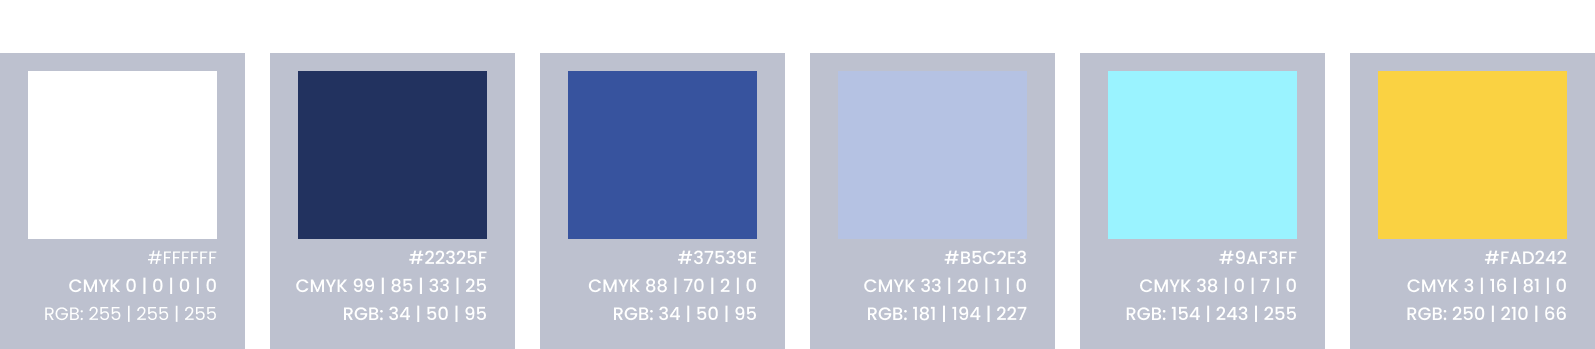 #FFFFFF
CMYK 0 | 0 | 0 | 0
RGB: 255 | 255 | 255
#22325F
CMYK 99 | 85 | 33 | 25
RGB: 34 | 50 | 95
#37539E
CMYK 88 | 70 | 2 | 0
RGB: 34 | 50 | 95
#B5C2E3
CMYK 33 | 20 | 1 | 0
RGB: 181 | 194 | 227
#9AF3FF
CMYK 38 | 0 | 7 | 0
RGB: 154 | 243 | 255
#FAD242
CMYK 3 | 16 | 81 | 0
RGB: 250 | 210 | 66